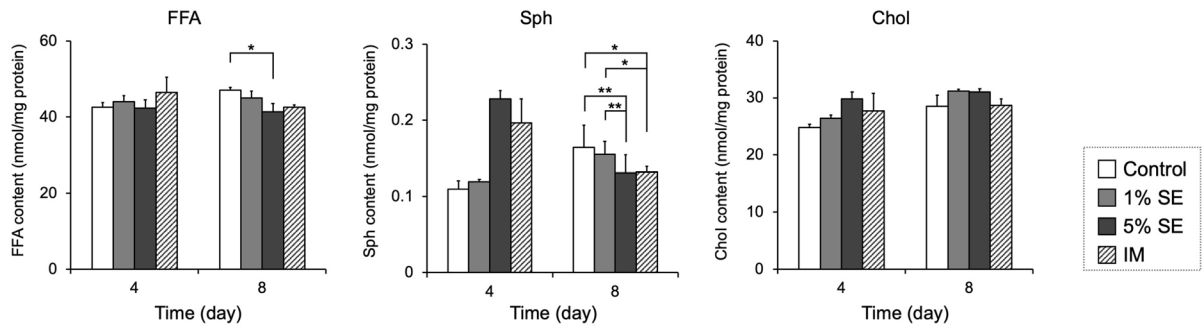 FFA
FFA content (nmol/mg protein)
60
40
20
0
*
4
8
Time (day)
Sph
Sph content (nmol/mg protein)
0.3
0.2
0.1
0
*
*
**
**
4
8
Time (day)
Chol
Chol content (nmol/mg protein)
40
30
20
10
0
4
8
Time (day)
Control
1% SE
5% SE
IM